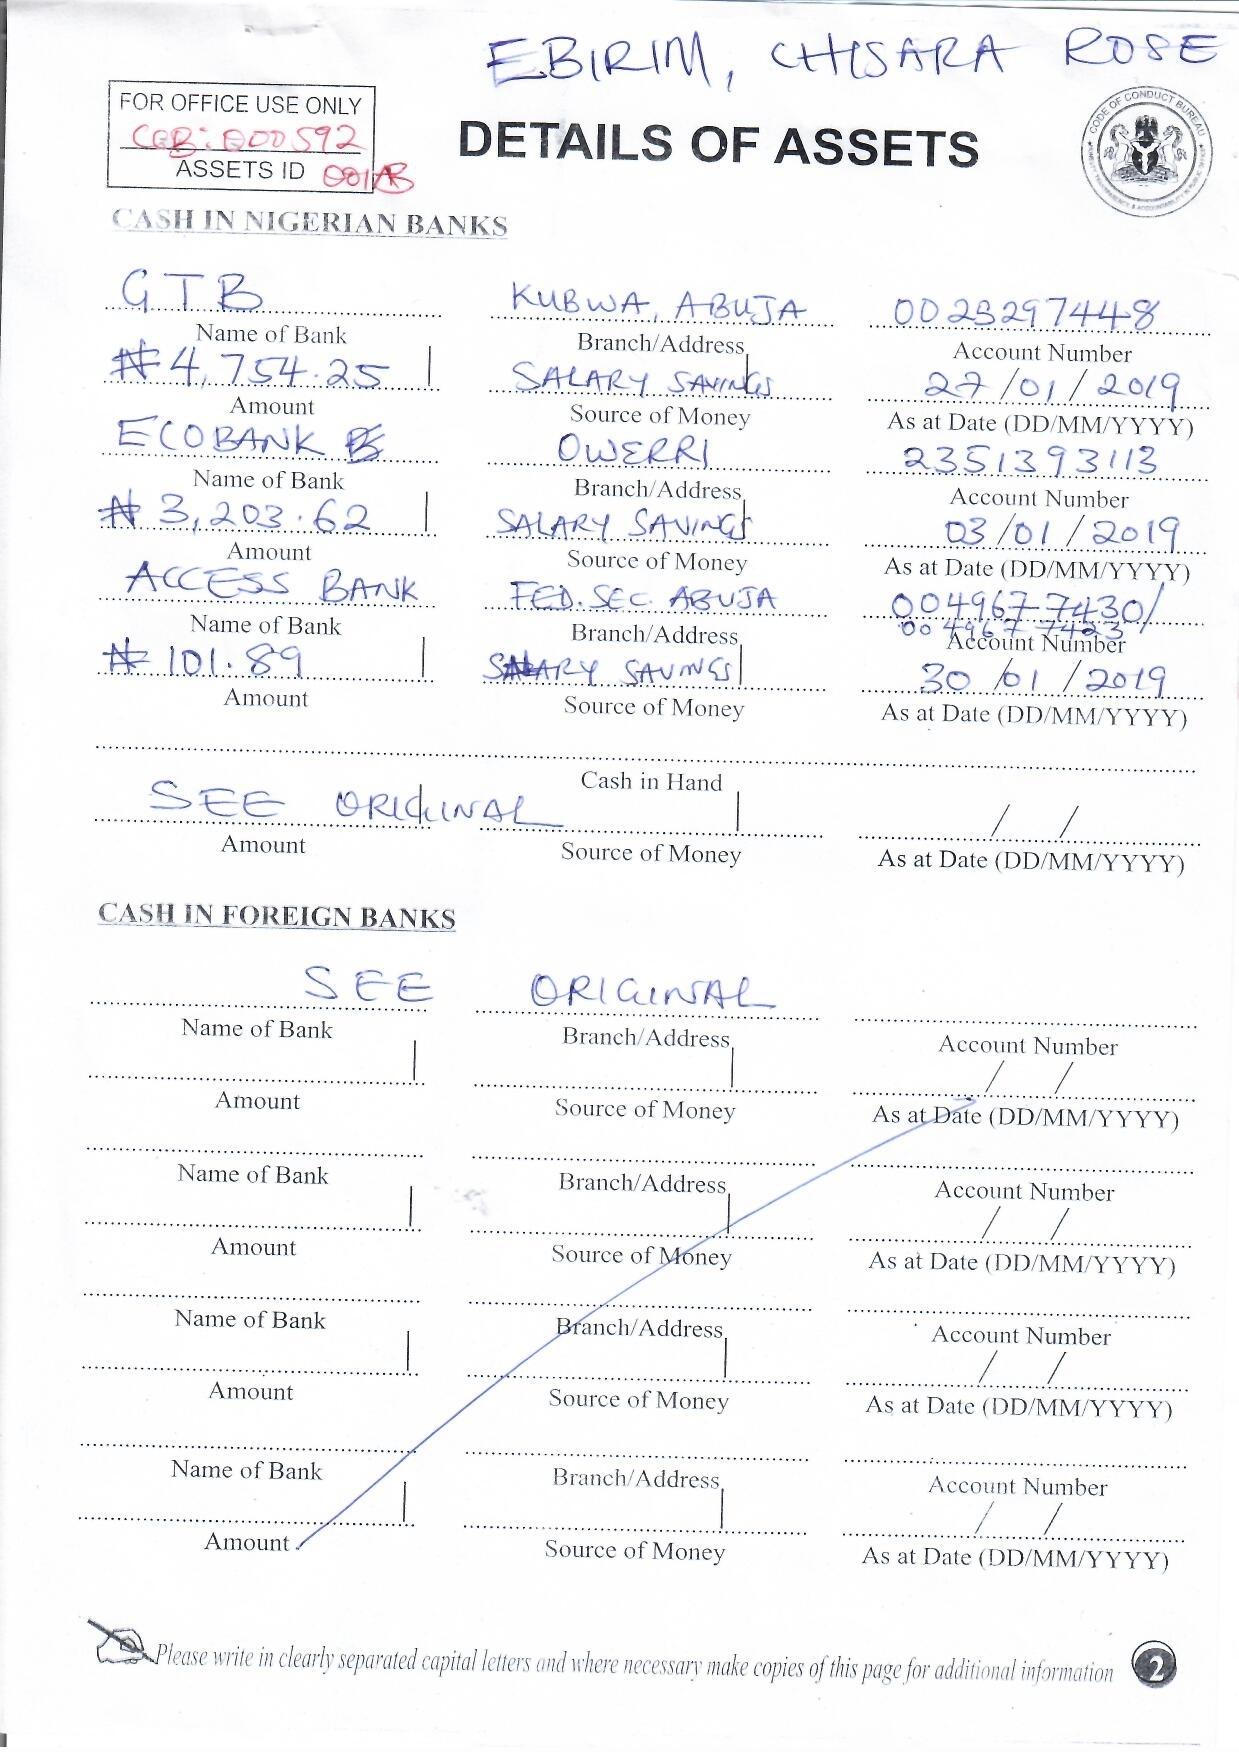 EBIRIM, CHISARA ROSE
FOR OFFICE USE ONLY
CCB: 000592
ASSETS ID 001AB
DETAILS OF ASSETS
CODE OF CONDUCT BUREAU
CASH IN NIGERIAN BANKS
GTB KUBWA, ABUJA 0023297448
Name of Bank Branch/Address Account Number
₦4,754.25 SALARY SAVINGS 27/01/2019
Amount Source of Money As at Date (DD/MM/YYYY)
ECOBANK OWERRI 2351393113
Name of Bank Branch/Address Account Number
₦3,203.62 SALARY SAVINGS 03/01/2019
Amount Source of Money As at Date (DD/MM/YYYY)
ACCESS BANK FED. SEC. ABUJA 0049677430/
0049677423
Name of Bank Branch/Address Account Number
₦101.89 SALARY SAVINGS 30/01/2019
Amount Source of Money As at Date (DD/MM/YYYY)
Cash in Hand
SEE ORIGINAL / /
Amount Source of Money As at Date (DD/MM/YYYY)
CASH IN FOREIGN BANKS
SEE ORIGINAL
Name of Bank Branch/Address Account Number
/ /
Amount Source of Money As at Date (DD/MM/YYYY)
Name of Bank Branch/Address Account Number
/ /
Amount Source of Money As at Date (DD/MM/YYYY)
Name of Bank Branch/Address Account Number
/ /
Amount Source of Money As at Date (DD/MM/YYYY)
Name of Bank Branch/Address Account Number
/ /
Amount Source of Money As at Date (DD/MM/YYYY)
Please write in clearly separated capital letters and where necessary make copies of this page for additional information 2